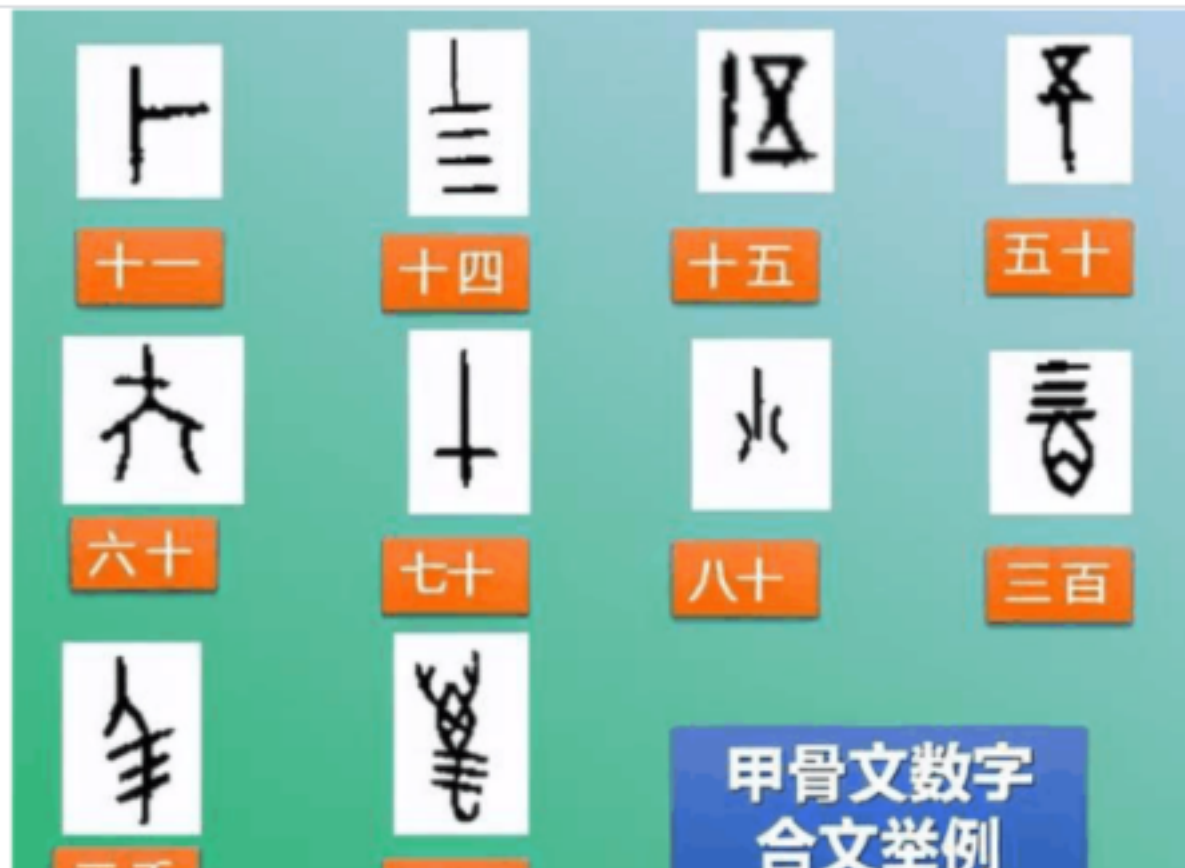 十一
十四
十五
五十
六十
七十
八十
三百
甲骨文数字
合文举例